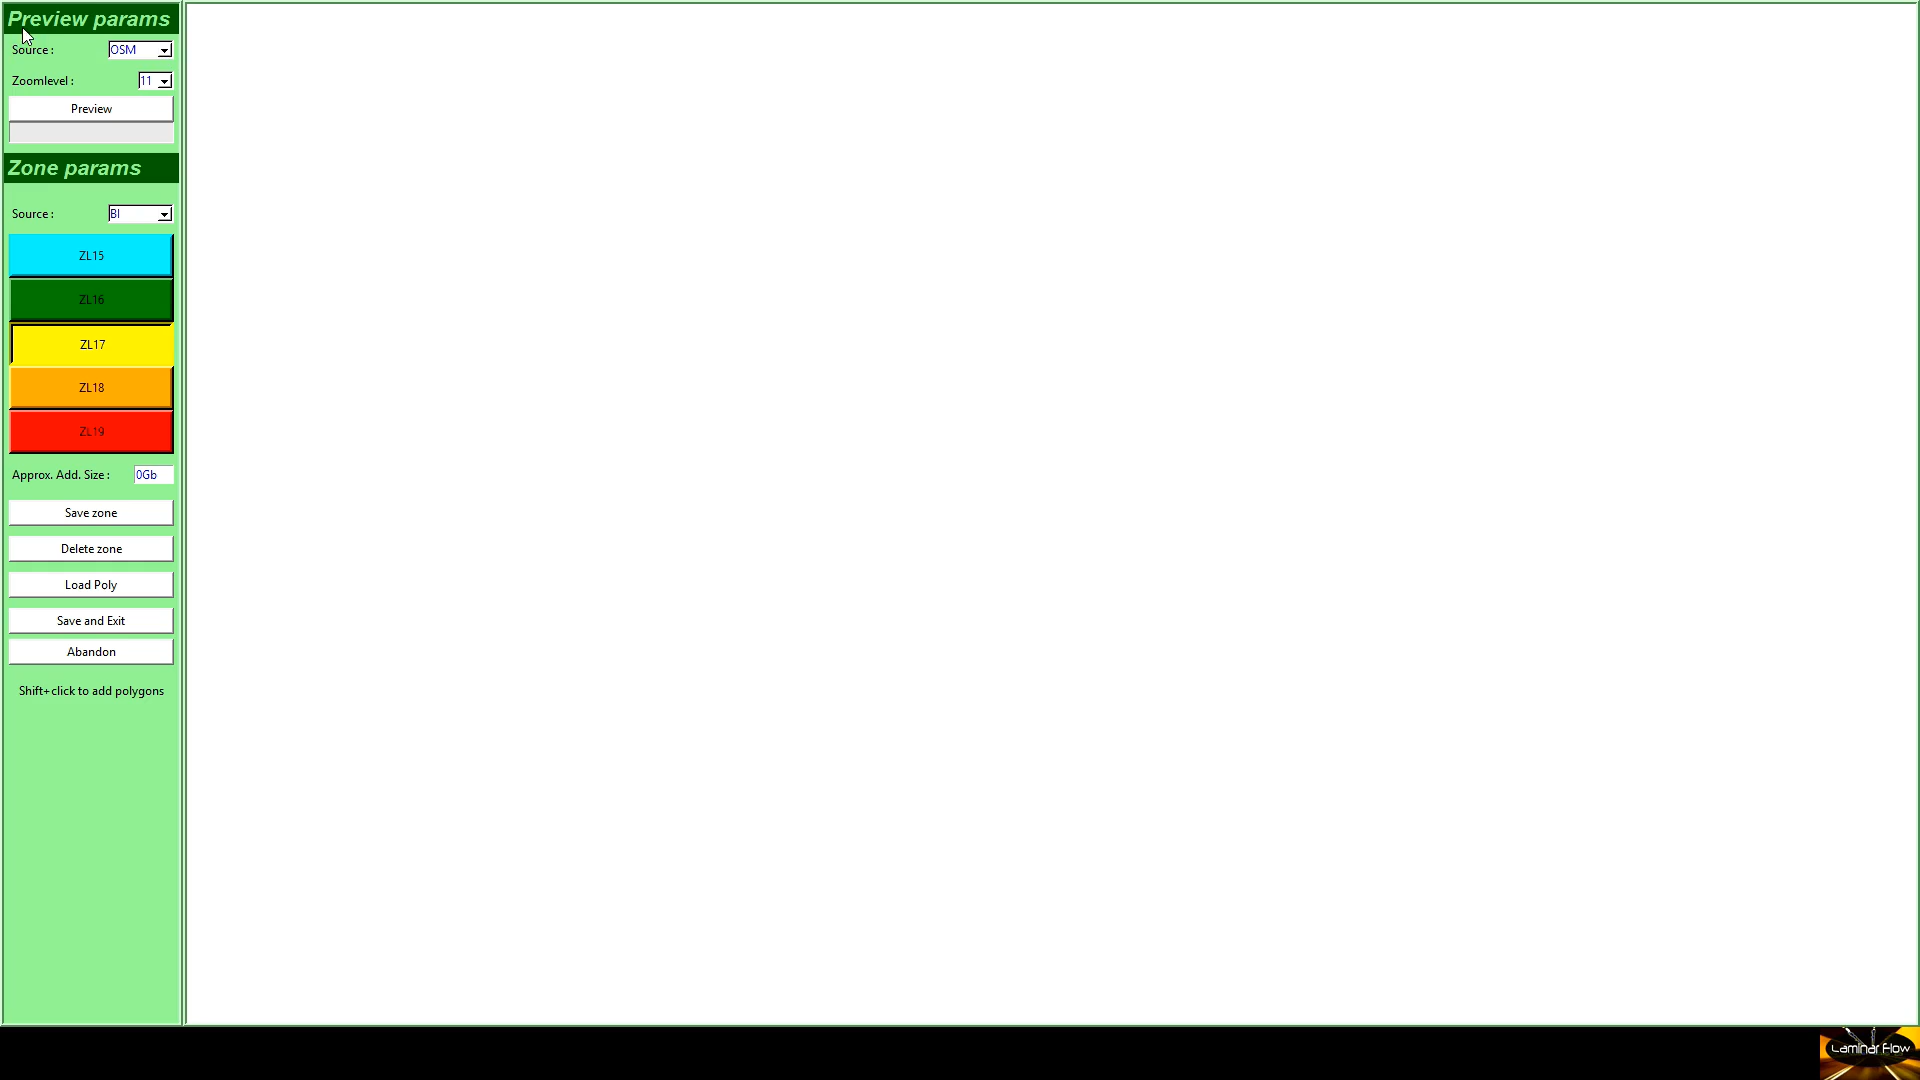 Preview params
Source :
OSM
Zoomlevel :
11
Preview
Zone params
Source :
BI
ZL15
ZL16
ZL17
ZL18
ZL19
Approx. Add. Size :
0Gb
Save zone
Delete zone
Load Poly
Save and Exit
Abandon
Shift+click to add polygons
Laminar Flow